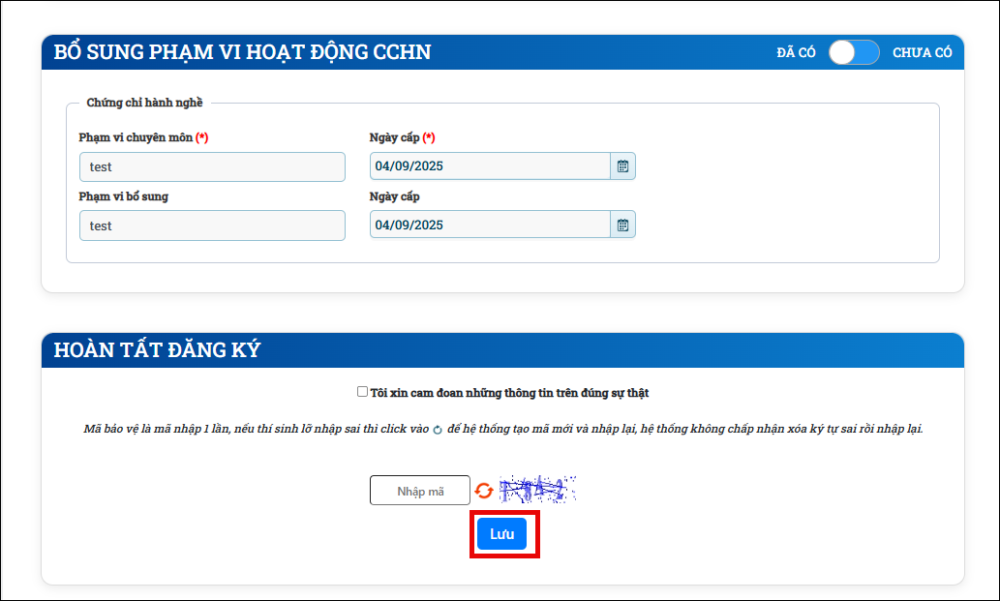 BỔ SUNG PHẠM VI HOẠT ĐỘNG CCHN ĐÃ CÓ CHƯA CÓ
Chứng chỉ hành nghề
Phạm vi chuyên môn (*) Ngày cấp (*)
test 04/09/2025
Phạm vi bổ sung Ngày cấp
test 04/09/2025
HOÀN TẤT ĐĂNG KÝ
Tôi xin cam đoan những thông tin trên đúng sự thật
Mã bảo vệ là mã nhập 1 lần, nếu thí sinh lỡ nhập sai thì click vào để hệ thống tạo mã mới và nhập lại, hệ thống không chấp nhận xóa ký tự sai rồi nhập lại.
Nhập mã
Lưu